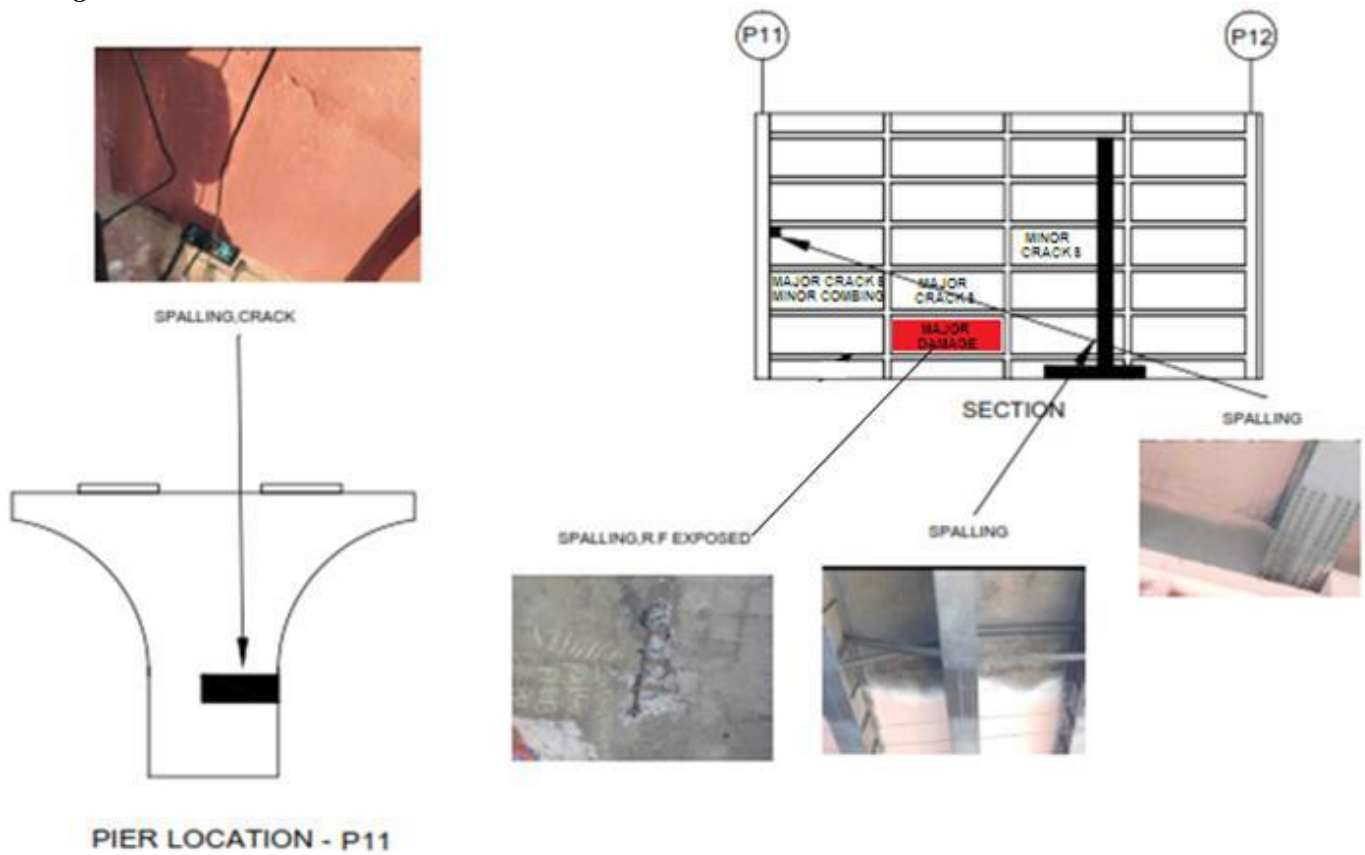 P11
P12
MINOR
CRACKS
MAJOR CRACKS
MINOR COMBING
MAJOR
CRACKS
MAJOR
DAMAGE
SECTION
SPALLING,CRACK
SPALLING
SPALLING
SPALLING,R.F EXPOSED
PIER LOCATION - P11